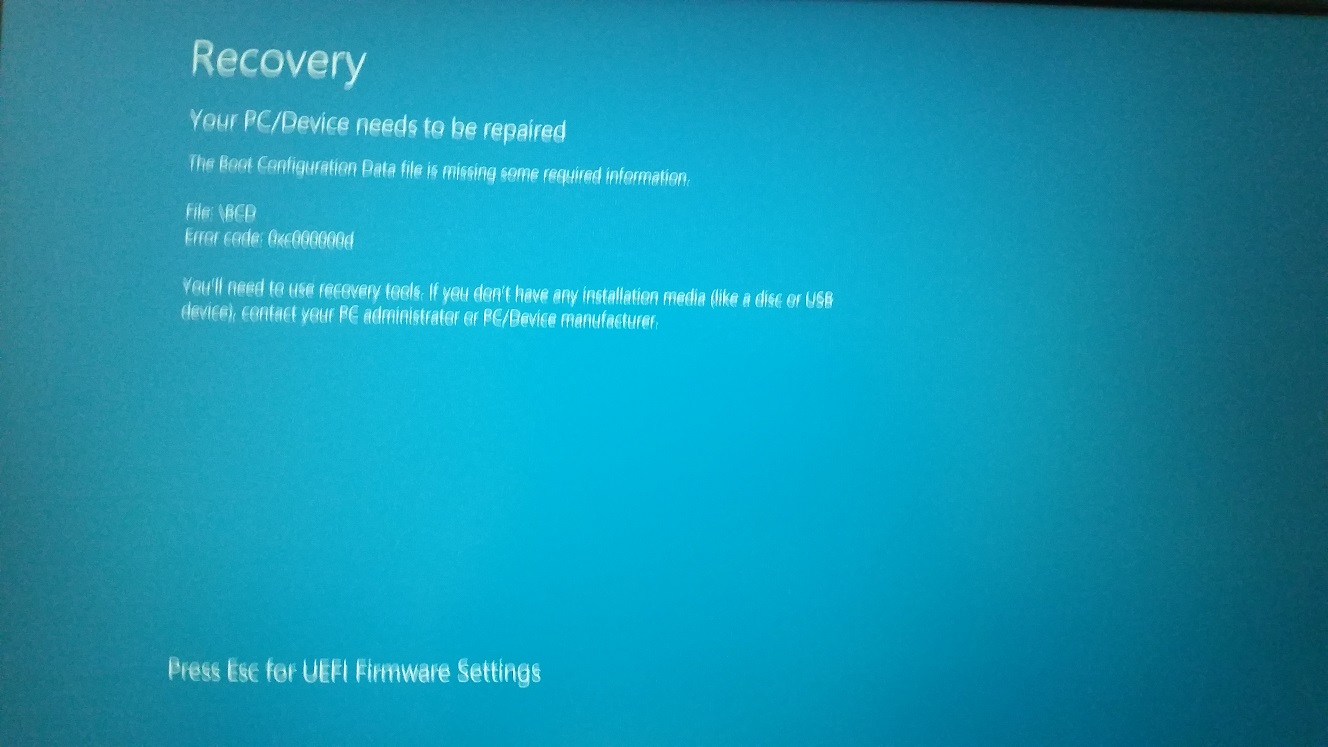 Recovery
Your PC/Device needs to be repaired
The Boot Configuration Data file is missing some required information.
File: \BCD
Error code: 0xc000000d
You'll need to use recovery tools. If you don't have any installation media (like a disc or USB
device), contact your PC administrator or PC/Device manufacturer.
Press Esc for UEFI Firmware Settings